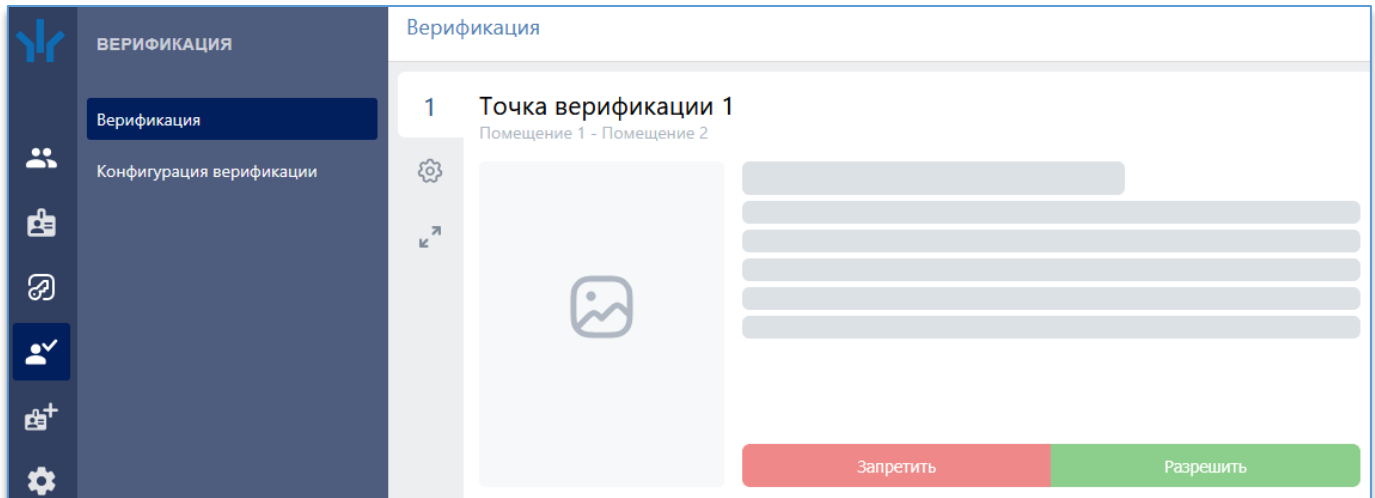 ВЕРИФИКАЦИЯ
Верификация
Конфигурация верификации
Верификация
1
Точка верификации 1
Помещение 1 - Помещение 2
Запретить
Разрешить